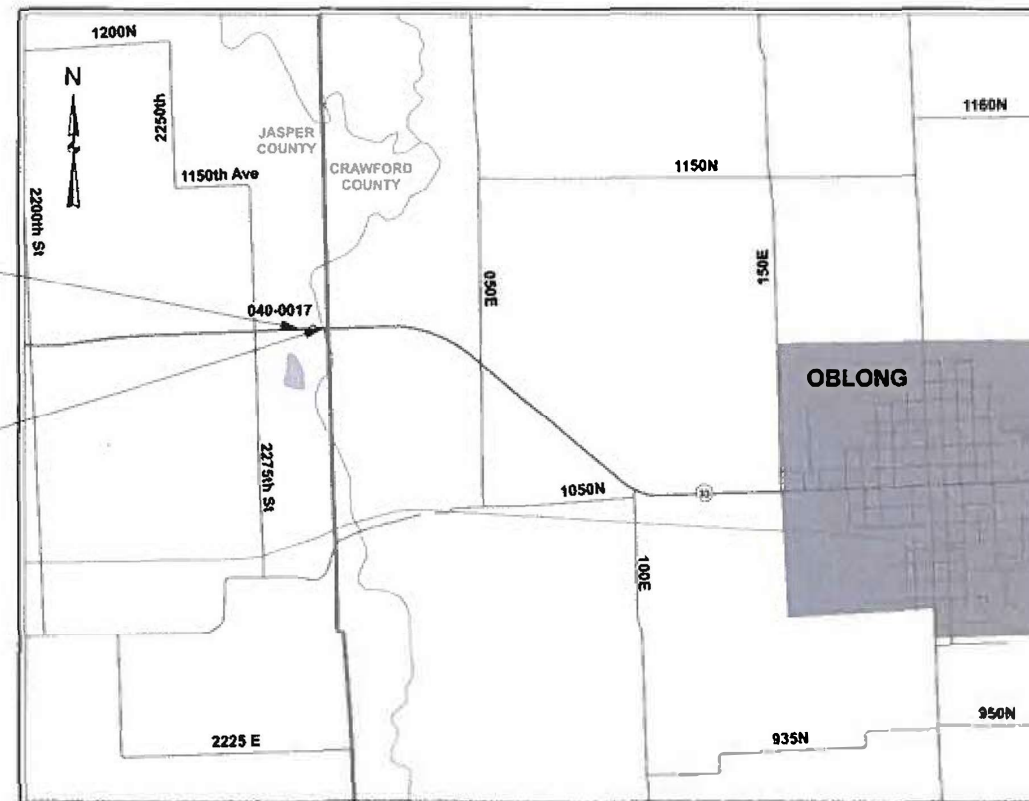 1200N
N
2250th
JASPER
COUNTY
1160N
1150th Ave
CRAWFORD
COUNTY
1150N
2200th St
050E
150E
040-0017
OBLONG
2275th St
1050N
33
100E
2225 E
935N
950N